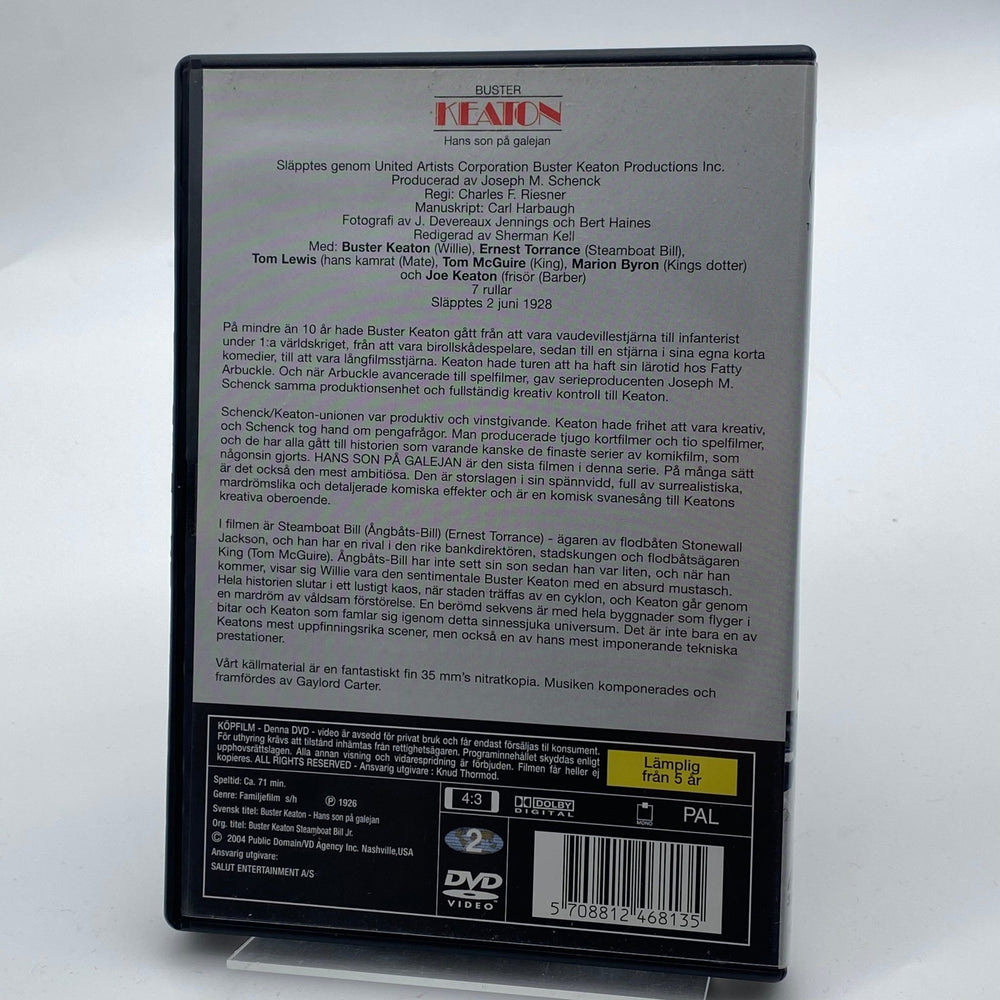 BUSTER
KEATON
Hans son på galejan
Släpptes genom United Artists Corporation Buster Keaton Productions Inc.
Producerad av Joseph M. Schenck
Regi: Charles F. Riesner
Manuskript: Carl Harbaugh
Fotografi av J. Devereaux Jennings och Bert Haines
Redigerad av Sherman Kell
Med: Buster Keaton (Willie), Ernest Torrance (Steamboat Bill),
Tom Lewis (hans kamrat (Mate), Tom McGuire (King), Marion Byron (Kings dotter)
och Joe Keaton (frisör (Barber)
7 rullar
Släpptes 2 juni 1928
På mindre än 10 år hade Buster Keaton gått från att vara vaudevillestjärna till infanterist
under 1:a världskriget, från att vara birollskådespelare, sedan till en stjärna i sina egna korta
komedier, till att vara långfilmsstjärna. Keaton hade turen att ha haft sin lärotid hos Fatty
Arbuckle. Och när Arbuckle avancerade till spelfilmer, gav serieproducenten Joseph M.
Schenck samma produktionsenhet och fullständig kreativ kontroll till Keaton.
Schenck/Keaton-unionen var produktiv och vinstgivande. Keaton hade frihet att vara kreativ,
och Schenck tog hand om pengafrågor. Man producerade tjugo kortfilmer och tio spelfilmer,
och de har alla gått till historien som varande kanske de finaste serier av komikfilm, som
någonsin gjorts. HANS SON PÅ GALEJAN är den sista filmen i denna serie. På många sätt
är det också den mest ambitiösa. Den är storslagen i sin spännvidd, full av surrealistiska,
mardrömslika och detaljerade komiska effekter och är en komisk svanesång till Keatons
kreativa oberoende.
I filmen är Steamboat Bill (Ångbåts-Bill) (Ernest Torrance) - ägaren av flodbåten Stonewall
Jackson, och han har en rival i den rike bankdirektören, stadskungen och flodbåtsägaren
King (Tom McGuire). Ångbåts-Bill har inte sett sin son sedan han var liten, och när han
kommer, visar sig Willie vara den sentimentale Buster Keaton med en absurd mustasch.
Hela historien slutar i ett lustigt kaos, när staden träffas av en cyklon, och Keaton går genom
en mardröm av våldsam förstörelse. En berömd sekvens är med hela byggnader som flyger i
bitar och Keaton som famlar sig igenom detta sinnessjuka universum. Det är inte bara en av
Keatons mest uppfinningsrika scener, men också en av hans mest imponerande tekniska
prestationer.
Vårt källmaterial är en fantastiskt fin 35 mm's nitratkopia. Musiken komponerades och
framfördes av Gaylord Carter.
KÖPFILM - Denna DVD - video är avsedd för privat bruk och får endast försäljas til konsument.
För uthyring krävs att tilstånd inhämtas från rettighetsägaren. Programinnehållet skyddas enligt
upphovsrättslagen. Alla annan visning och vidarespridning är förbjuden. Filmen får heller ej
kopieres. ALL RIGHTS RESERVED - Ansvarig utgivare : Knud Thormod.
Lämplig
från 5 år
Speltid: Ca. 71 min.
Genre: Familjefilm s/h ℗ 1926
Svensk titel: Buster Keaton - Hans son på galejan
Org. titel: Buster Keaton Steamboat Bill Jr.
© 2004 Public Domain/VD Agency Inc. Nashville,USA
Ansvarig utgivare:
SALUT ENTERTAINMENT A/S
4:3
DOLBY
DIGITAL
MONO
PAL
2
DVD
VIDEO
5 708812 468135